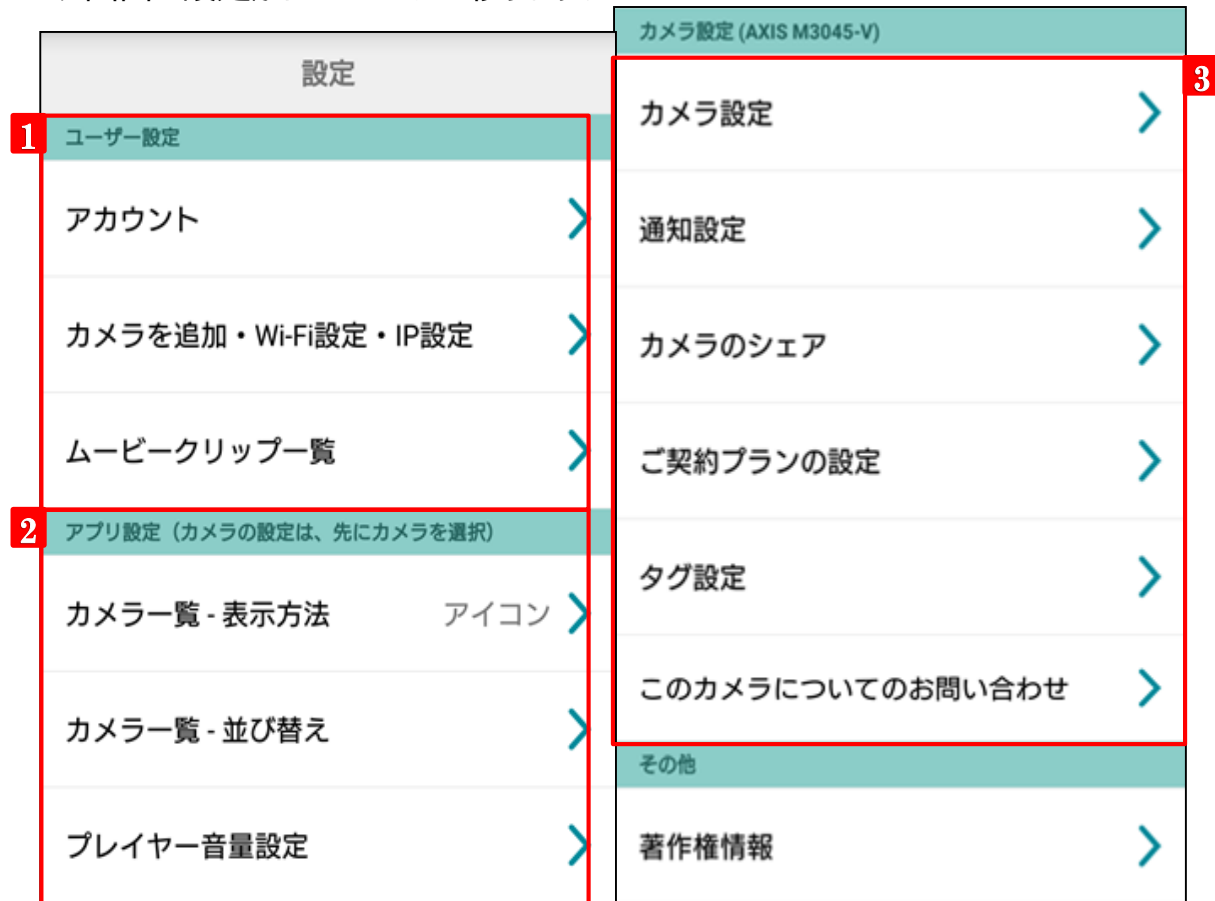 設定
1
ユーザー設定
アカウント
カメラを追加・Wi-Fi設定・IP設定
ムービークリップ一覧
2
アプリ設定（カメラの設定は、先にカメラを選択）
カメラ一覧 - 表示方法 アイコン
カメラ一覧 - 並び替え
プレイヤー音量設定
カメラ設定 (AXIS M3045-V)
3
カメラ設定
通知設定
カメラのシェア
ご契約プランの設定
タグ設定
このカメラについてのお問い合わせ
その他
著作権情報